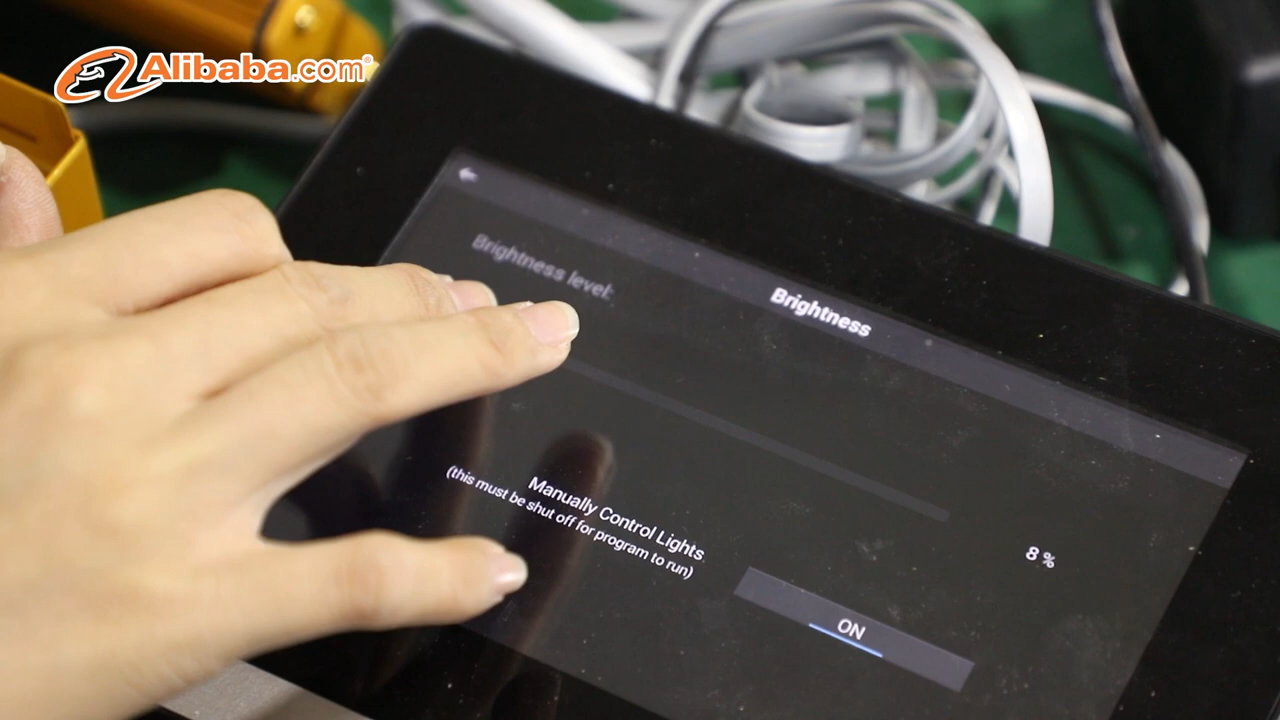 Alibaba.com®
Brightness
Brightness level:
8 %
Manually Control Lights
(this must be shut off for program to run)
ON